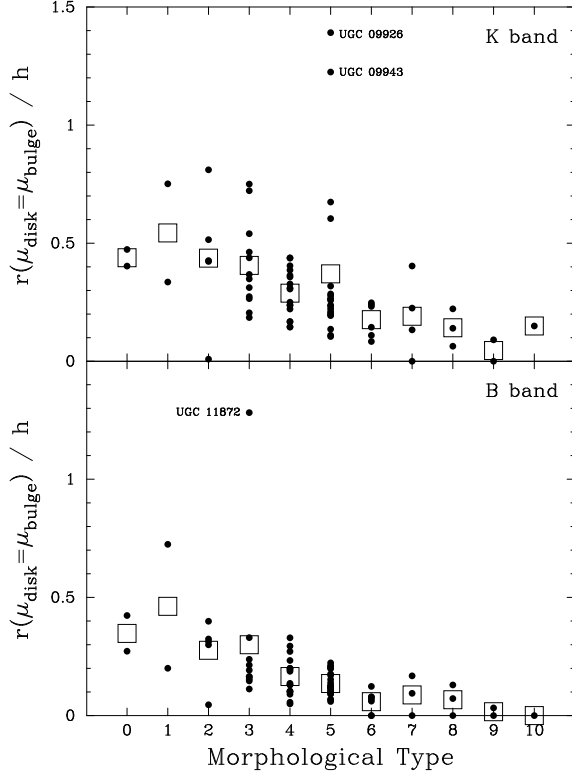 1.5
UGC 09926
K band
UGC 09943
1
r(μdisk=μbulge) / h
0.5
0
B band
UGC 11872
1
r(μdisk=μbulge) / h
0.5
0
0 1 2 3 4 5 6 7 8 9 10
Morphological Type